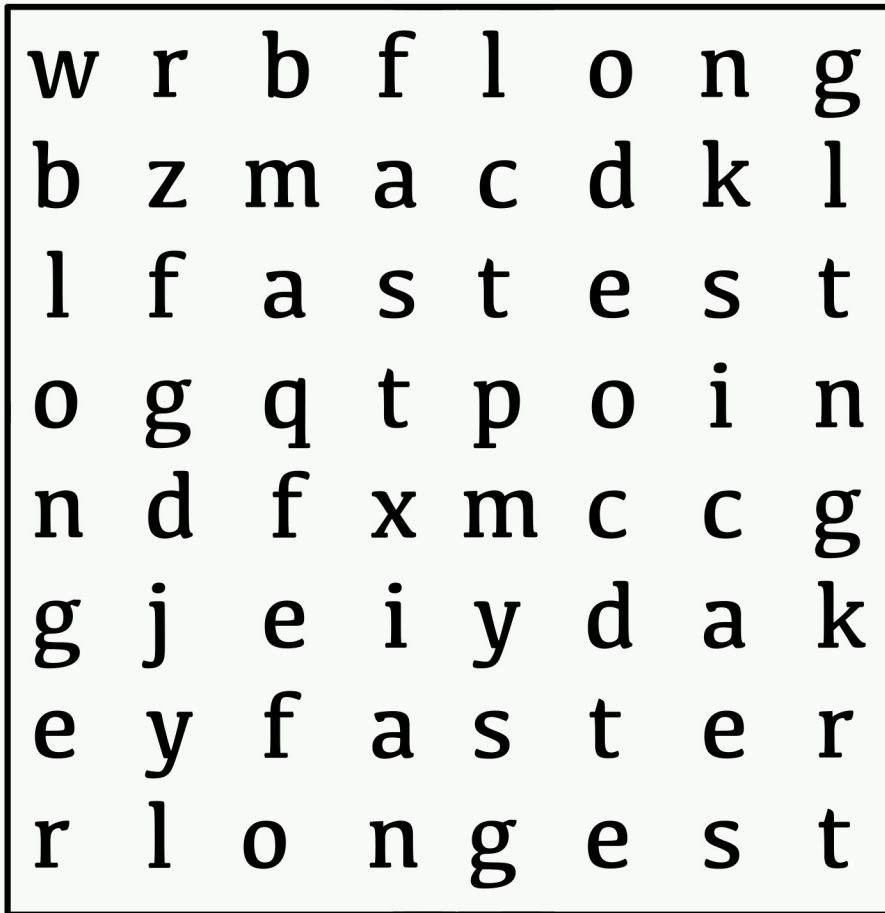 w r b f l o n g
b z m a c d k l
l f a s t e s t
o g q t p o i n
n d f x m c c g
g j e i y d a k
e y f a s t e r
r l o n g e s t